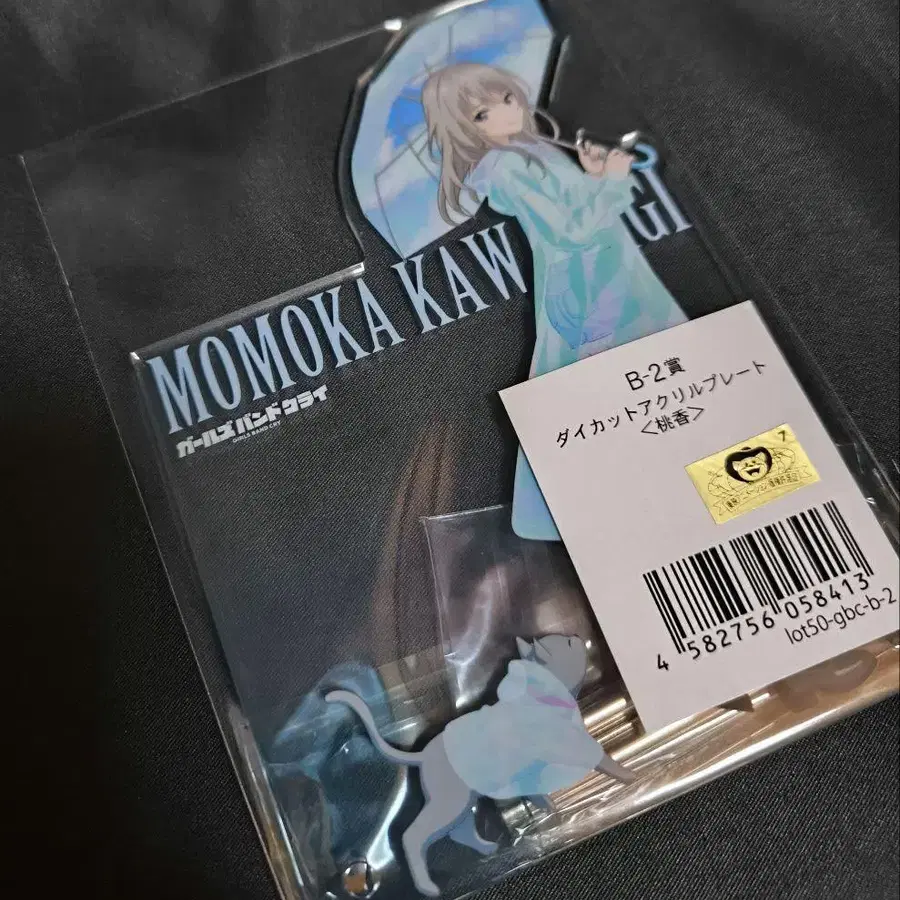 MOMOKA KAW GI
ガールズバンドクライ
GIRLS BAND CRY
B-2賞
ダイカットアクリルプレート
<桃香>
7
4 582756 058413
lot50-gbc-b-2